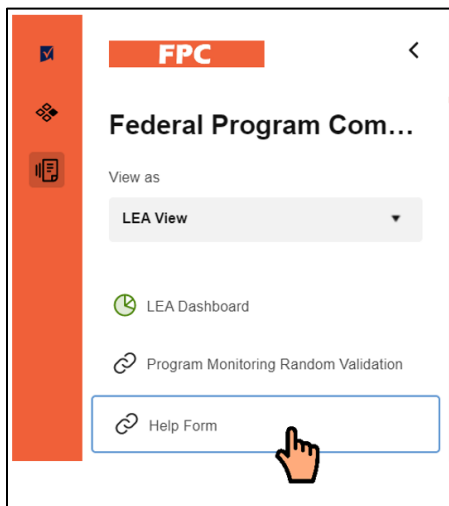 FPC
Federal Program Com...
View as
LEA View
LEA Dashboard
Program Monitoring Random Validation
Help Form